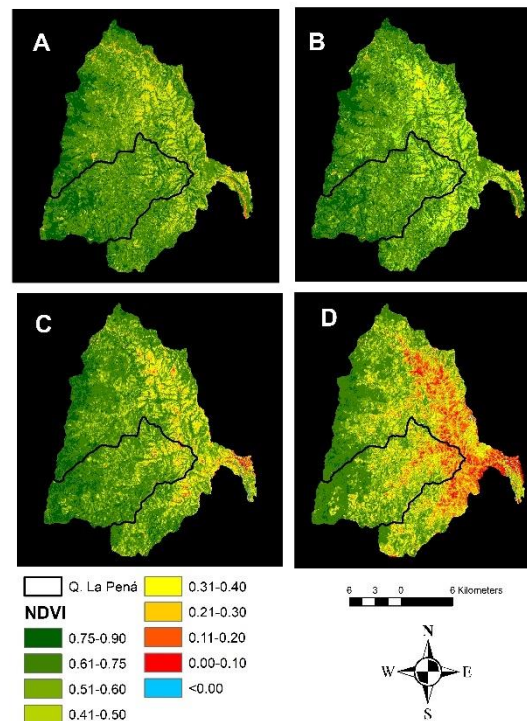 A
B
C
D
Q. La Pená
NDVI
0.75-0.90
0.61-0.75
0.51-0.60
0.41-0.50
0.31-0.40
0.21-0.30
0.11-0.20
0.00-0.10
<0.00
6 3 0 6 Kilometers
N
W E
S